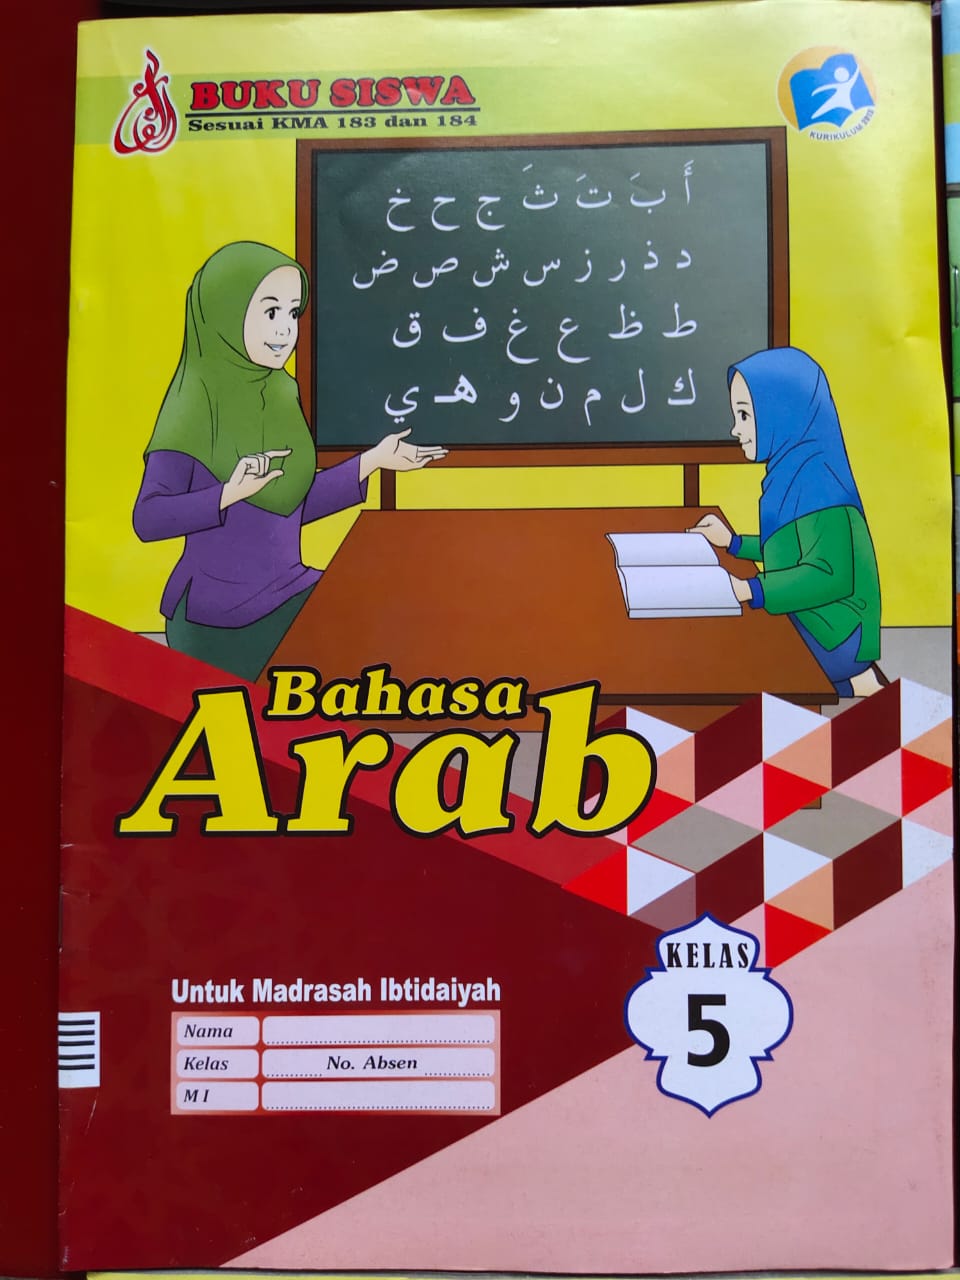 BUKU SISWA
Sesuai KMA 183 dan 184
KURIKULUM 2013
أَ بَ تَ ثَ ج ح خ
د ذ ر ز س ش ص ض
ط ظ ع غ ف ق
ك ل م ن و هـ ي
Bahasa
Arab
KELAS
5
Untuk Madrasah Ibtidaiyah
Nama
Kelas No. Absen
M I